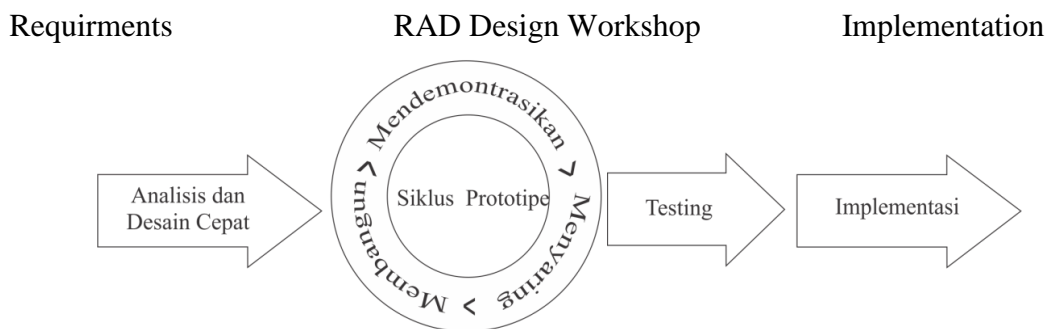 Requirments
RAD Design Workshop
Implementation
Analisis dan
Desain Cepat
Mendemontrasikan > Menyaring > Membangun >
Siklus Prototipe
Testing
Implementasi